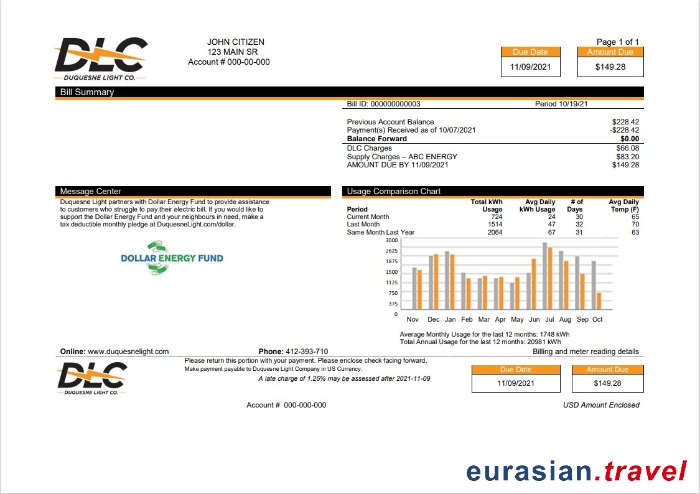 DLC
DUQUESNE LIGHT CO.
JOHN CITIZEN
123 MAIN SR
Account # 000-00-000
Page 1 of 1
Due Date Amount Due
11/09/2021 $149.28
Bill Summary
Bill ID: 000000000003 Period 10/19/21
Previous Account Balance $228.42
Payment(s) Received as of 10/07/2021 -$228.42
Balance Forward $0.00
DLC Charges $66.08
Supply Charges – ABC ENERGY $83.20
AMOUNT DUE BY 11/09/2021 $149.28
Message Center
Duquesne Light partners with Dollar Energy Fund to provide assistance
to customers who struggle to pay their electric bill. If you would like to
support the Dollar Energy Fund and your neighbours in need, make a
tax deductible monthly pledge at DuquesneLight.com/dollar.
DOLLAR ENERGY FUND
Usage Comparison Chart
Total kWh Avg Daily # of Avg Daily
Period Usage kWh Usage Days Temp (F)
Current Month 724 24 30 65
Last Month 1514 47 32 70
Same Month Last Year 2064 67 31 63
3000
2625
1875
1500
1125
750
375
0
Nov Dec Jan Feb Mar Apr May Jun Jul Aug Sep Oct
Average Monthly Usage for the last 12 months: 1748 kWh
Total Annual Usage for the last 12 months: 20981 kWh
Online: www.duquesnelight.com Phone: 412-393-710 Billing and meter reading details
DLC
DUQUESNE LIGHT CO.
Please return this portion with your payment. Please enclose check facing forward.
Make payment payable to Duquesne Light Company in US Currency.
A late charge of 1.25% may be assessed after 2021-11-09
Due Date Amount Due
11/09/2021 $149.28
Account # 000-000-000
USD Amount Enclosed
eurasian.travel